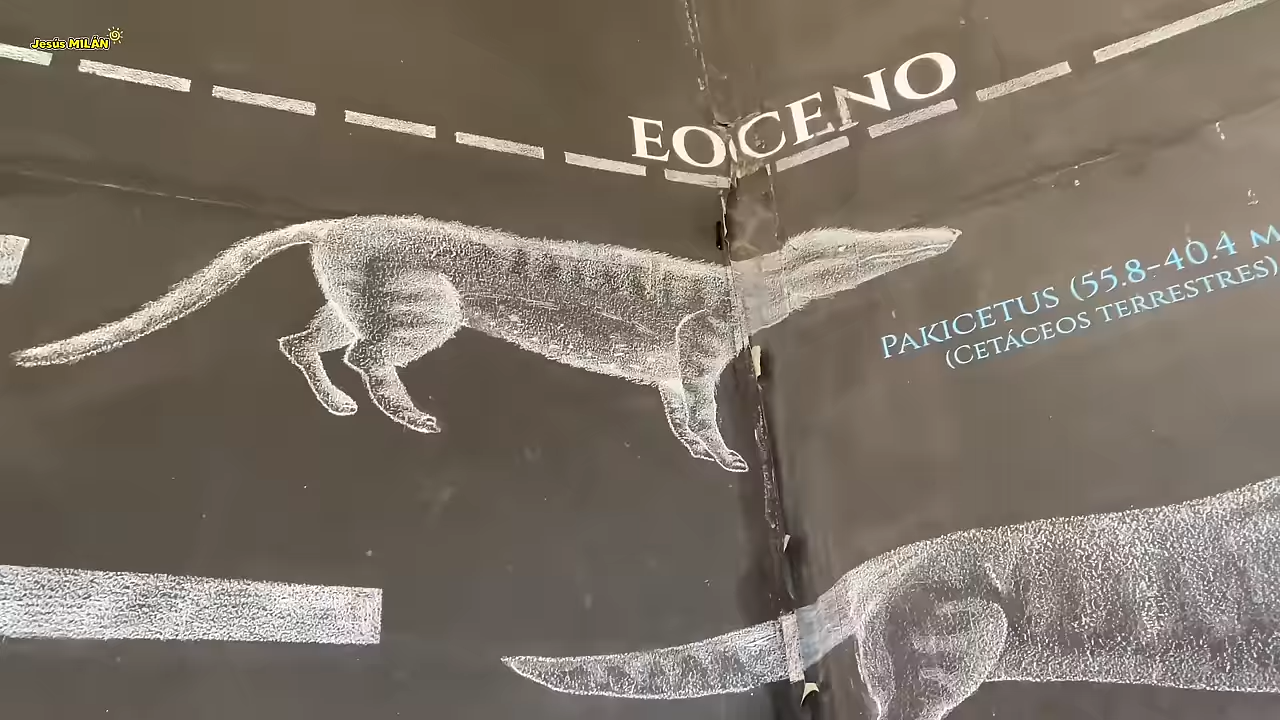 Jesús MILÁN
EOCENO
PAKICETUS (55.8-40.4 M
(CETÁCEOS TERRESTRES)